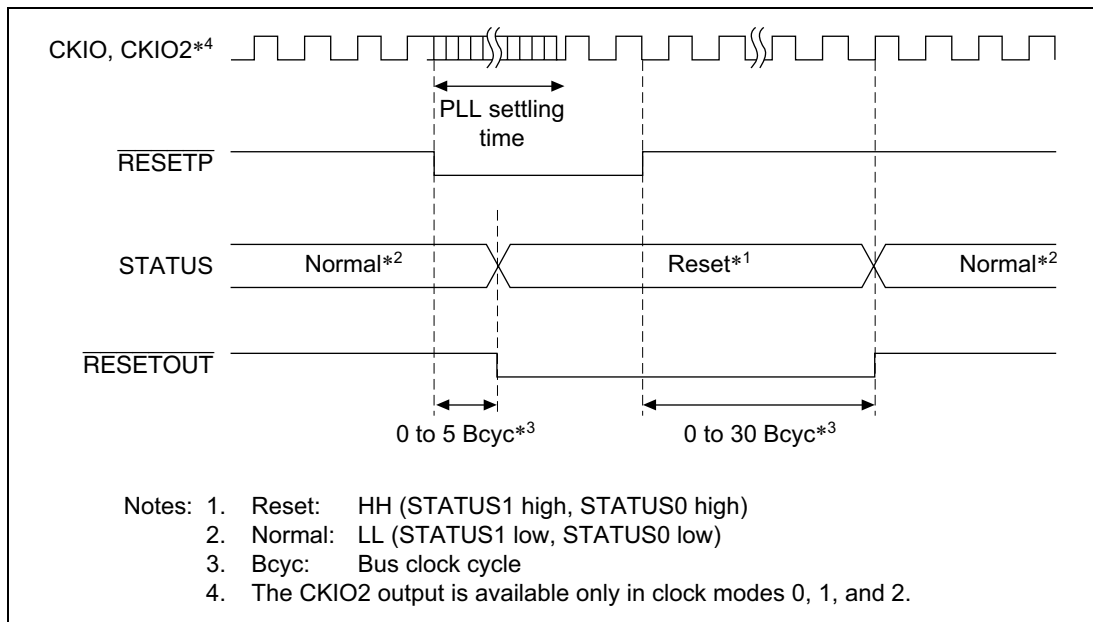 CKIO, CKIO2*4
PLL settling
time
RESETP
STATUS
Normal*2
Reset*1
Normal*2
RESETOUT
0 to 5 Bcyc*3
0 to 30 Bcyc*3
Notes: 1. Reset: HH (STATUS1 high, STATUS0 high)
2. Normal: LL (STATUS1 low, STATUS0 low)
3. Bcyc: Bus clock cycle
4. The CKIO2 output is available only in clock modes 0, 1, and 2.